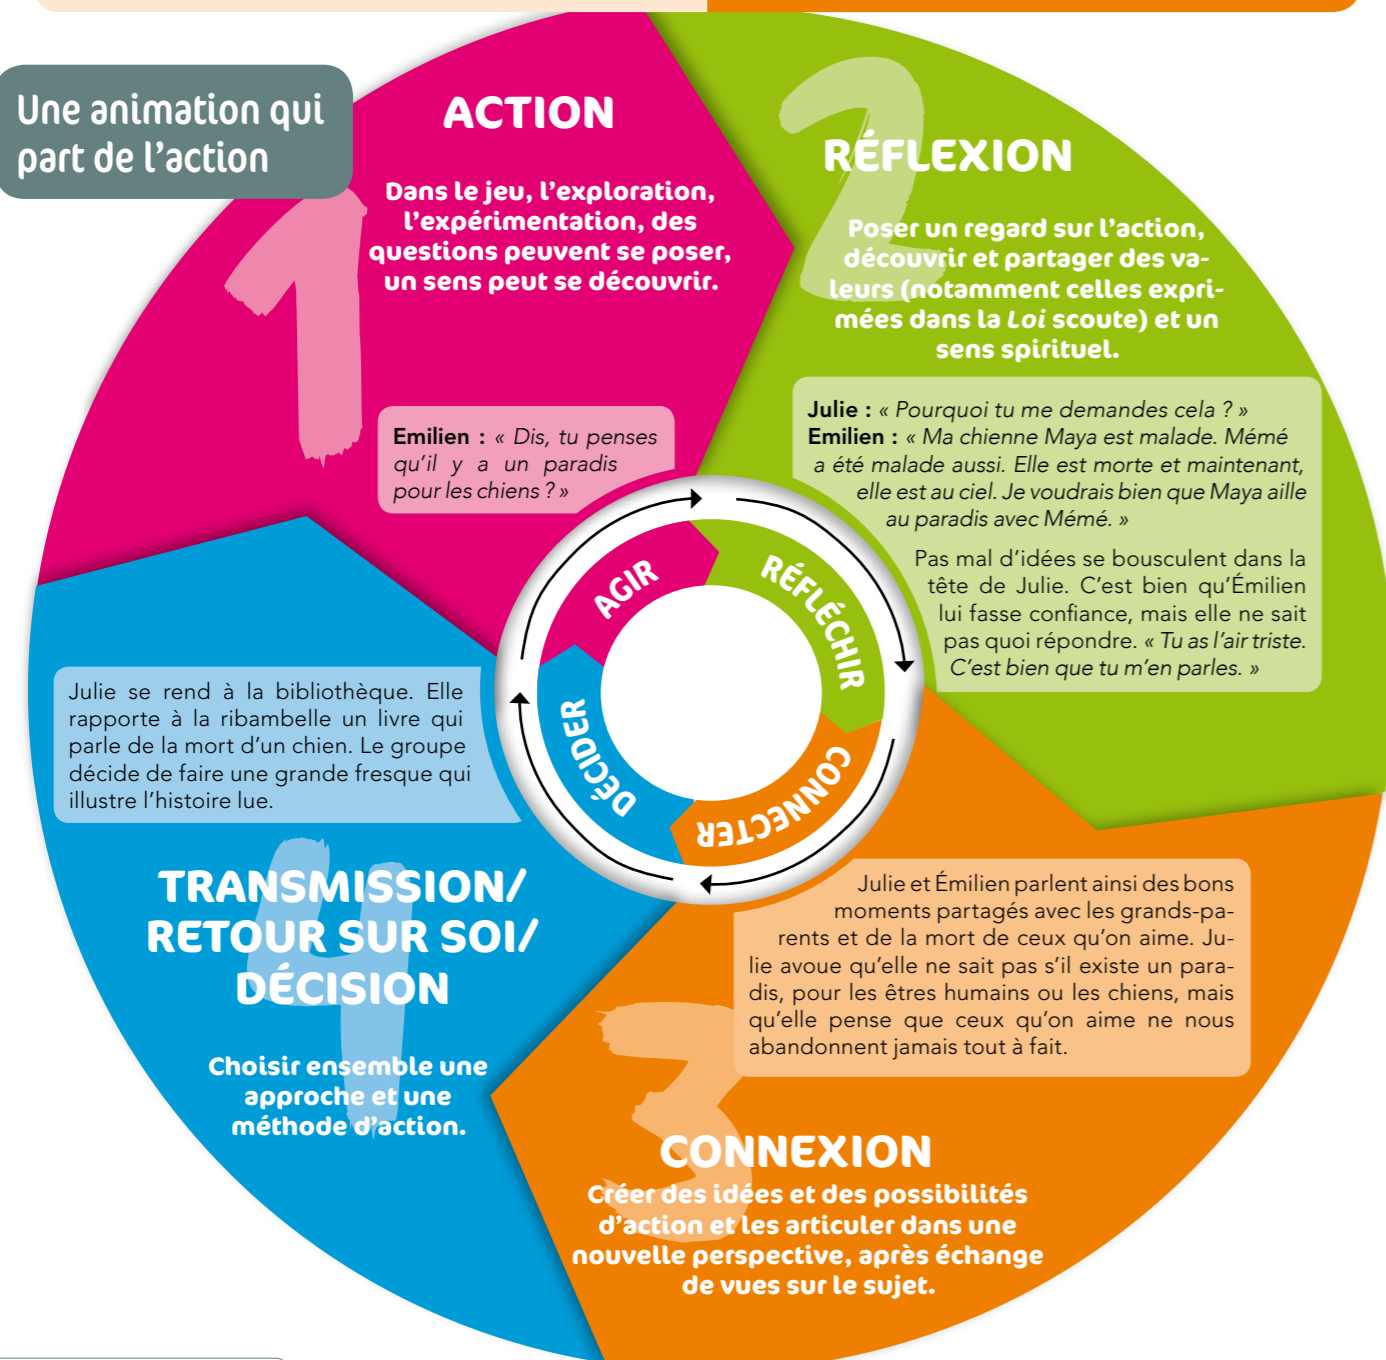 Une animation qui
part de l'action
1
ACTION
Dans le jeu, l'exploration,
l'expérimentation, des
questions peuvent se poser,
un sens peut se découvrir.
Emilien : « Dis, tu penses
qu'il y a un paradis
pour les chiens ? »
2
RÉFLEXION
Poser un regard sur l'action,
découvrir et partager des va-
leurs (notamment celles expri-
mées dans la Loi scoute) et un
sens spirituel.
Julie : « Pourquoi tu me demandes cela ? »
Emilien : « Ma chienne Maya est malade. Mémé
a été malade aussi. Elle est morte et maintenant,
elle est au ciel. Je voudrais bien que Maya aille
au paradis avec Mémé. »
Pas mal d'idées se bousculent dans la
tête de Julie. C'est bien qu'Émilien
lui fasse confiance, mais elle ne sait
pas quoi répondre. « Tu as l'air triste.
C'est bien que tu m'en parles. »
AGIR
RÉFLÉCHIR
CONNECTER
DÉCIDER
Julie et Émilien parlent ainsi des bons
moments partagés avec les grands-pa-
rents et de la mort de ceux qu'on aime. Ju-
lie avoue qu'elle ne sait pas s'il existe un para-
dis, pour les êtres humains ou les chiens, mais
qu'elle pense que ceux qu'on aime ne nous
abandonnent jamais tout à fait.
3
CONNEXION
Créer des idées et des possibilités
d'action et les articuler dans une
nouvelle perspective, après échange
de vues sur le sujet.
Julie se rend à la bibliothèque. Elle
rapporte à la ribambelle un livre qui
parle de la mort d'un chien. Le groupe
décide de faire une grande fresque qui
illustre l'histoire lue.
4
TRANSMISSION/
RETOUR SUR SOI/
DÉCISION
Choisir ensemble une
approche et une
méthode d'action.